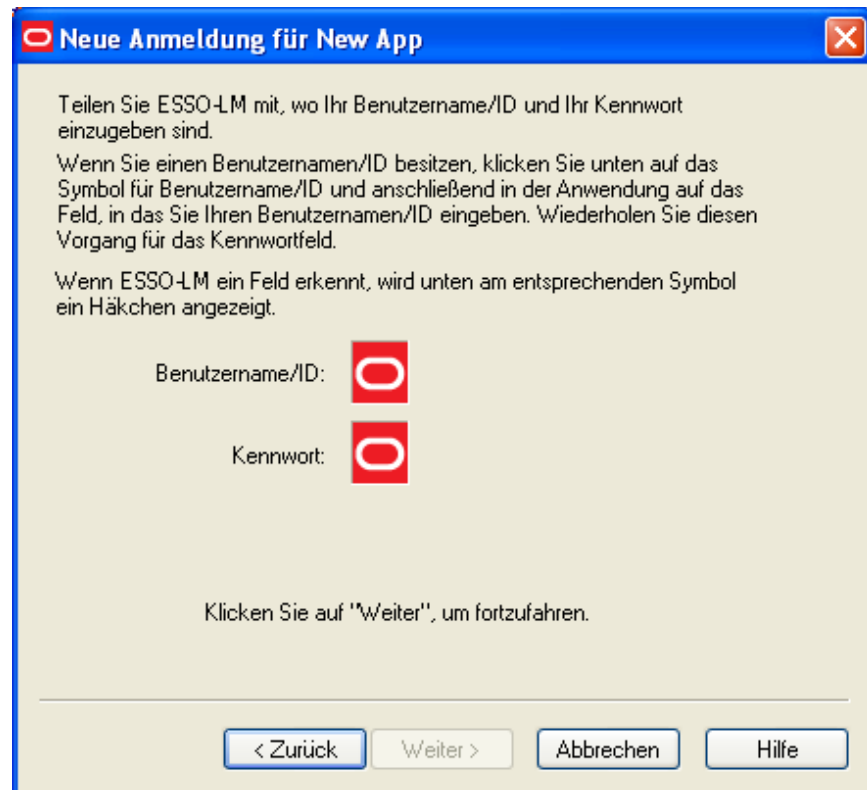 Neue Anmeldung für New App
Teilen Sie ESSO-LM mit, wo Ihr Benutzername/ID und Ihr Kennwort
einzugeben sind.
Wenn Sie einen Benutzernamen/ID besitzen, klicken Sie unten auf das
Symbol für Benutzername/ID und anschließend in der Anwendung auf das
Feld, in das Sie Ihren Benutzernamen/ID eingeben. Wiederholen Sie diesen
Vorgang für das Kennwortfeld.
Wenn ESSO-LM ein Feld erkennt, wird unten am entsprechenden Symbol
ein Häkchen angezeigt.
Benutzername/ID:
Kennwort:
Klicken Sie auf "Weiter", um fortzufahren.
< Zurück Weiter > Abbrechen Hilfe